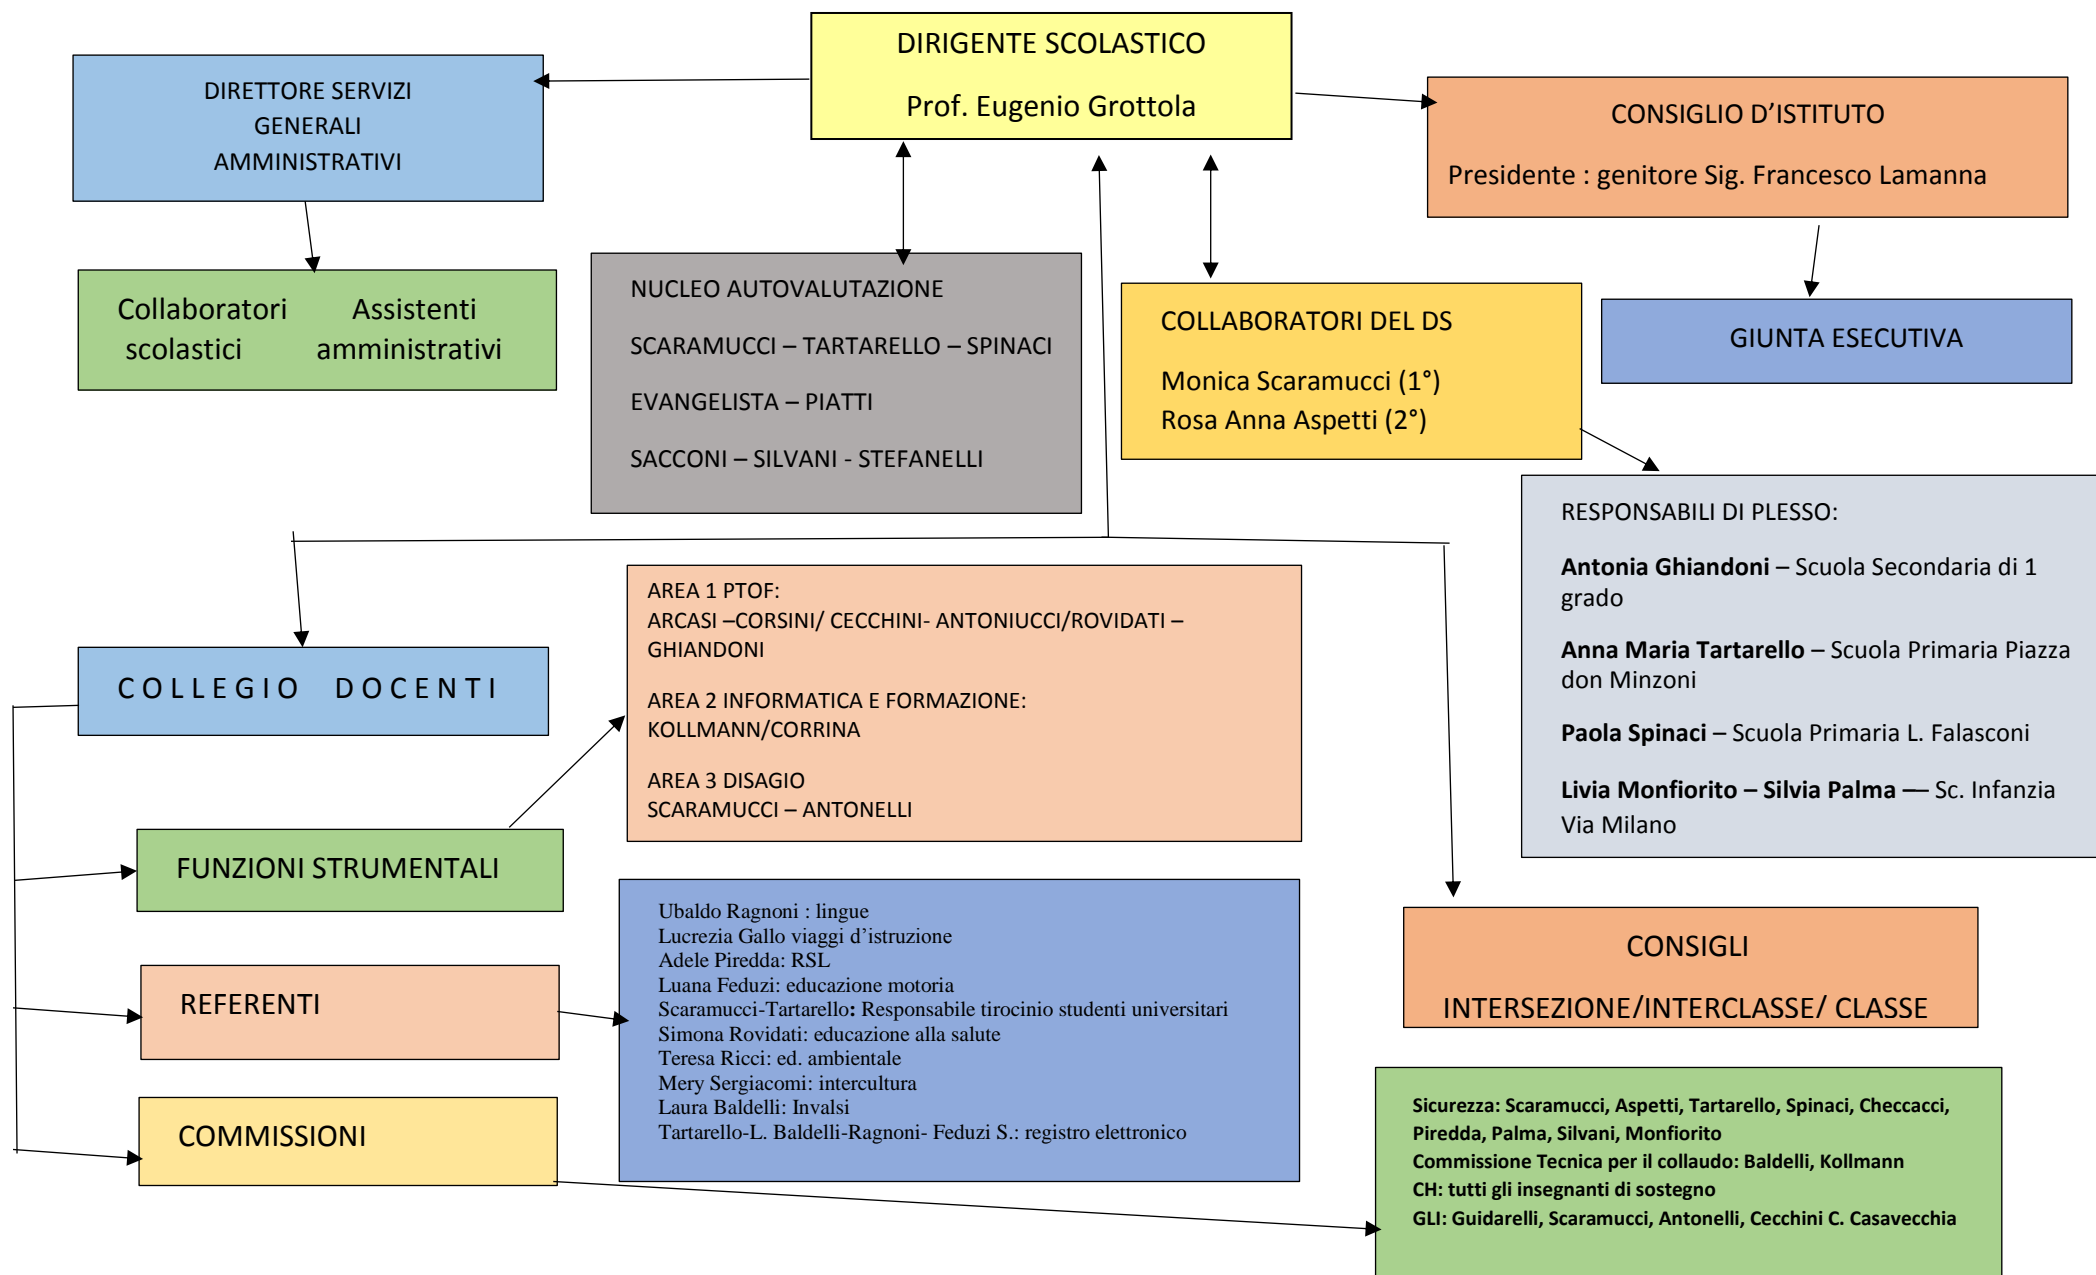 DIRIGENTE SCOLASTICO
Prof. Eugenio Grottola
DIRETTORE SERVIZI
GENERALI
AMMINISTRATIVI
CONSIGLIO D’ISTITUTO
Presidente : genitore Sig. Francesco Lamanna
Collaboratori Assistenti
scolastici amministrativi
NUCLEO AUTOVALUTAZIONE
SCARAMUCCI – TARTARELLO – SPINACI
EVANGELISTA – PIATTI
SACCONI – SILVANI - STEFANELLI
COLLABORATORI DEL DS
Monica Scaramucci (1°)
Rosa Anna Aspetti (2°)
GIUNTA ESECUTIVA
RESPONSABILI DI PLESSO:
Antonia Ghiandoni – Scuola Secondaria di 1
grado
Anna Maria Tartarello – Scuola Primaria Piazza
don Minzoni
Paola Spinaci – Scuola Primaria L. Falasconi
Livia Monfiorito – Silvia Palma –– Sc. Infanzia
Via Milano
COLLEGIO DOCENTI
AREA 1 PTOF:
ARCASI –CORSINI/ CECCHINI- ANTONIUCCI/ROVIDATI –
GHIANDONI
AREA 2 INFORMATICA E FORMAZIONE:
KOLLMANN/CORRINA
AREA 3 DISAGIO
SCARAMUCCI – ANTONELLI
FUNZIONI STRUMENTALI
REFERENTI
COMMISSIONI
Ubaldo Ragnoni : lingue
Lucrezia Gallo viaggi d’istruzione
Adele Piredda: RSL
Luana Feduzi: educazione motoria
Scaramucci-Tartarello: Responsabile tirocinio studenti universitari
Simona Rovidati: educazione alla salute
Teresa Ricci: ed. ambientale
Mery Sergiacomi: intercultura
Laura Baldelli: Invalsi
Tartarello-L. Baldelli-Ragnoni- Feduzi S.: registro elettronico
CONSIGLI
INTERSEZIONE/INTERCLASSE/ CLASSE
Sicurezza: Scaramucci, Aspetti, Tartarello, Spinaci, Checcacci,
Piredda, Palma, Silvani, Monfiorito
Commissione Tecnica per il collaudo: Baldelli, Kollmann
CH: tutti gli insegnanti di sostegno
GLI: Guidarelli, Scaramucci, Antonelli, Cecchini C. Casavecchia